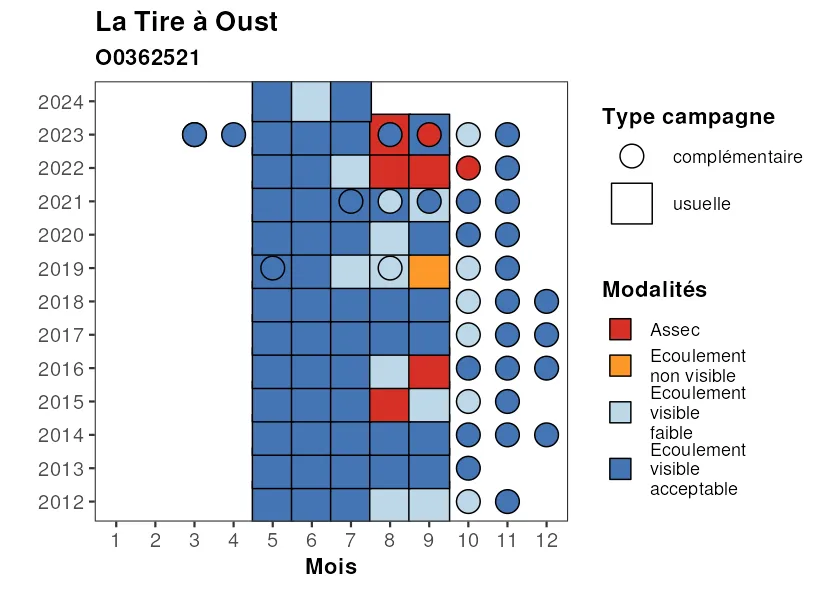 La Tire à Oust
O0362521
2024
2023
2022
2021
2020
2019
2018
2017
2016
2015
2014
2013
2012
1 2 3 4 5 6 7 8 9 10 11 12
Mois
Type campagne
complémentaire
usuelle
Modalités
Assec
Ecoulement
non visible
Ecoulement
visible
faible
Ecoulement
visible
acceptable